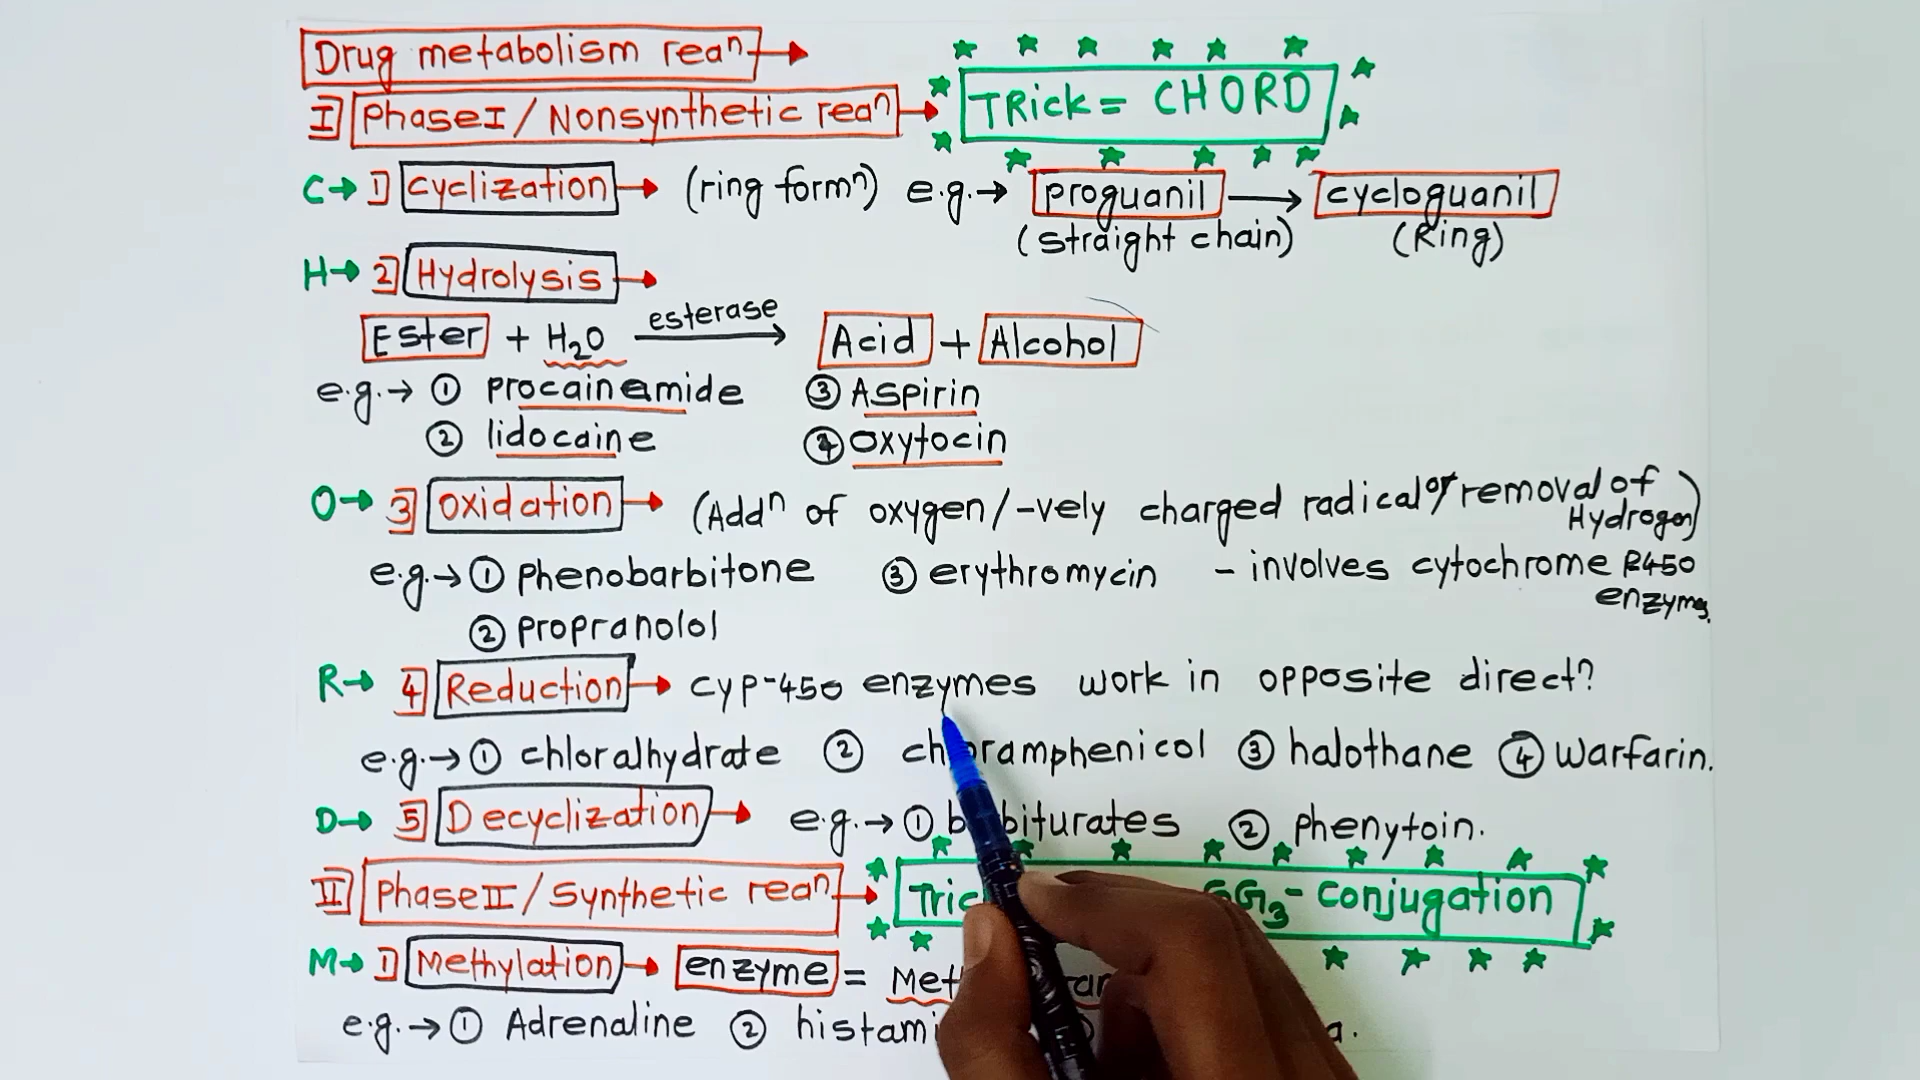 Drug metabolism reaⁿ →
I] Phase I / Nonsynthetic reaⁿ → TRick = CHORD
C → 1] Cyclization → (ring formⁿ) e.g. → proguanil → cycloguanil
(straight chain) (Ring)
H → 2] Hydrolysis →
Ester + H₂O esterase → Acid + Alcohol
e.g. → ① procainamide ③ Aspirin
② lidocaine ④ oxytocin
O → 3] oxidation → (Addⁿ of oxygen / -vely charged radical or removal of Hydrogen)
e.g. → ① phenobarbitone ③ erythromycin - involves cytochrome P450 enzymes.
② propranolol
R → 4] Reduction → cyp-450 enzymes work in opposite directⁿ
e.g. → ① chloralhydrate ② chloramphenicol ③ halothane ④ warfarin.
D → 5] Decyclization → e.g. → ① barbiturates ② phenytoin.
II] Phase II / Synthetic reaⁿ → GG₃ - Conjugation
M → 1] Methylation → enzyme =
e.g. → ① Adrenaline ②